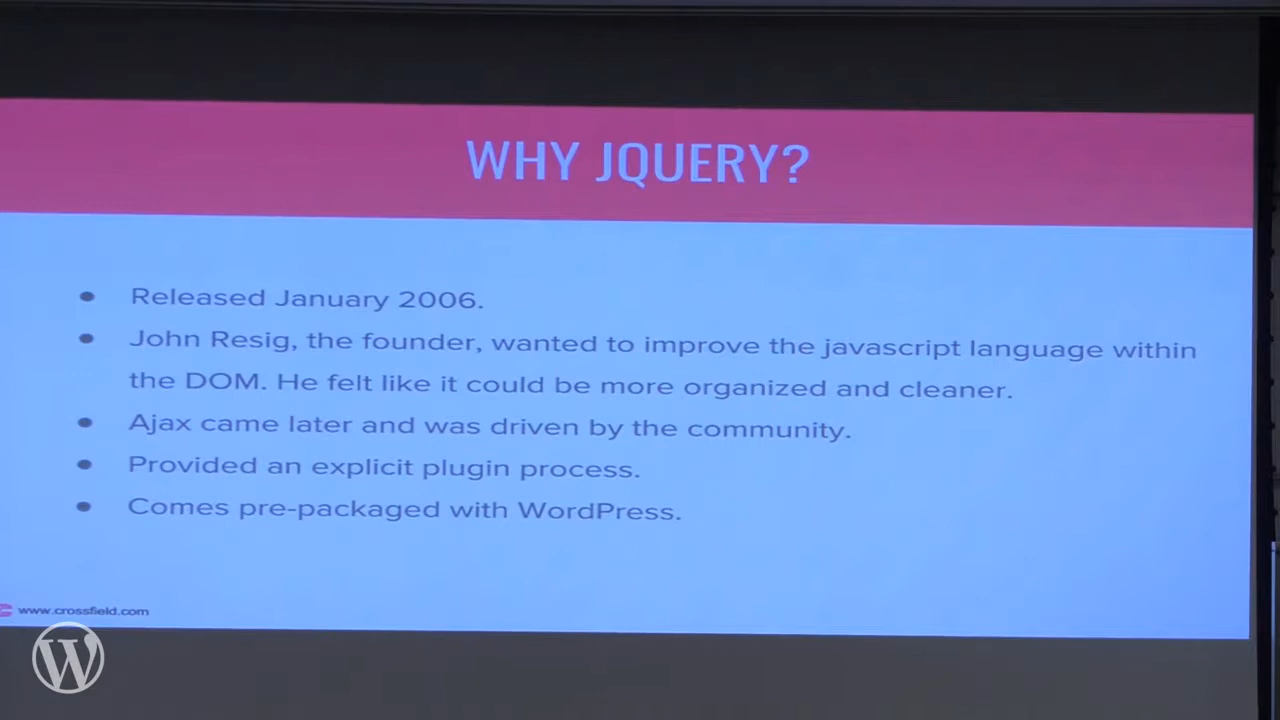 WHY JQUERY?
● Released January 2006.
● John Resig, the founder, wanted to improve the javascript language within
the DOM. He felt like it could be more organized and cleaner.
● Ajax came later and was driven by the community.
● Provided an explicit plugin process.
● Comes pre-packaged with WordPress.
www.crossfield.com
W